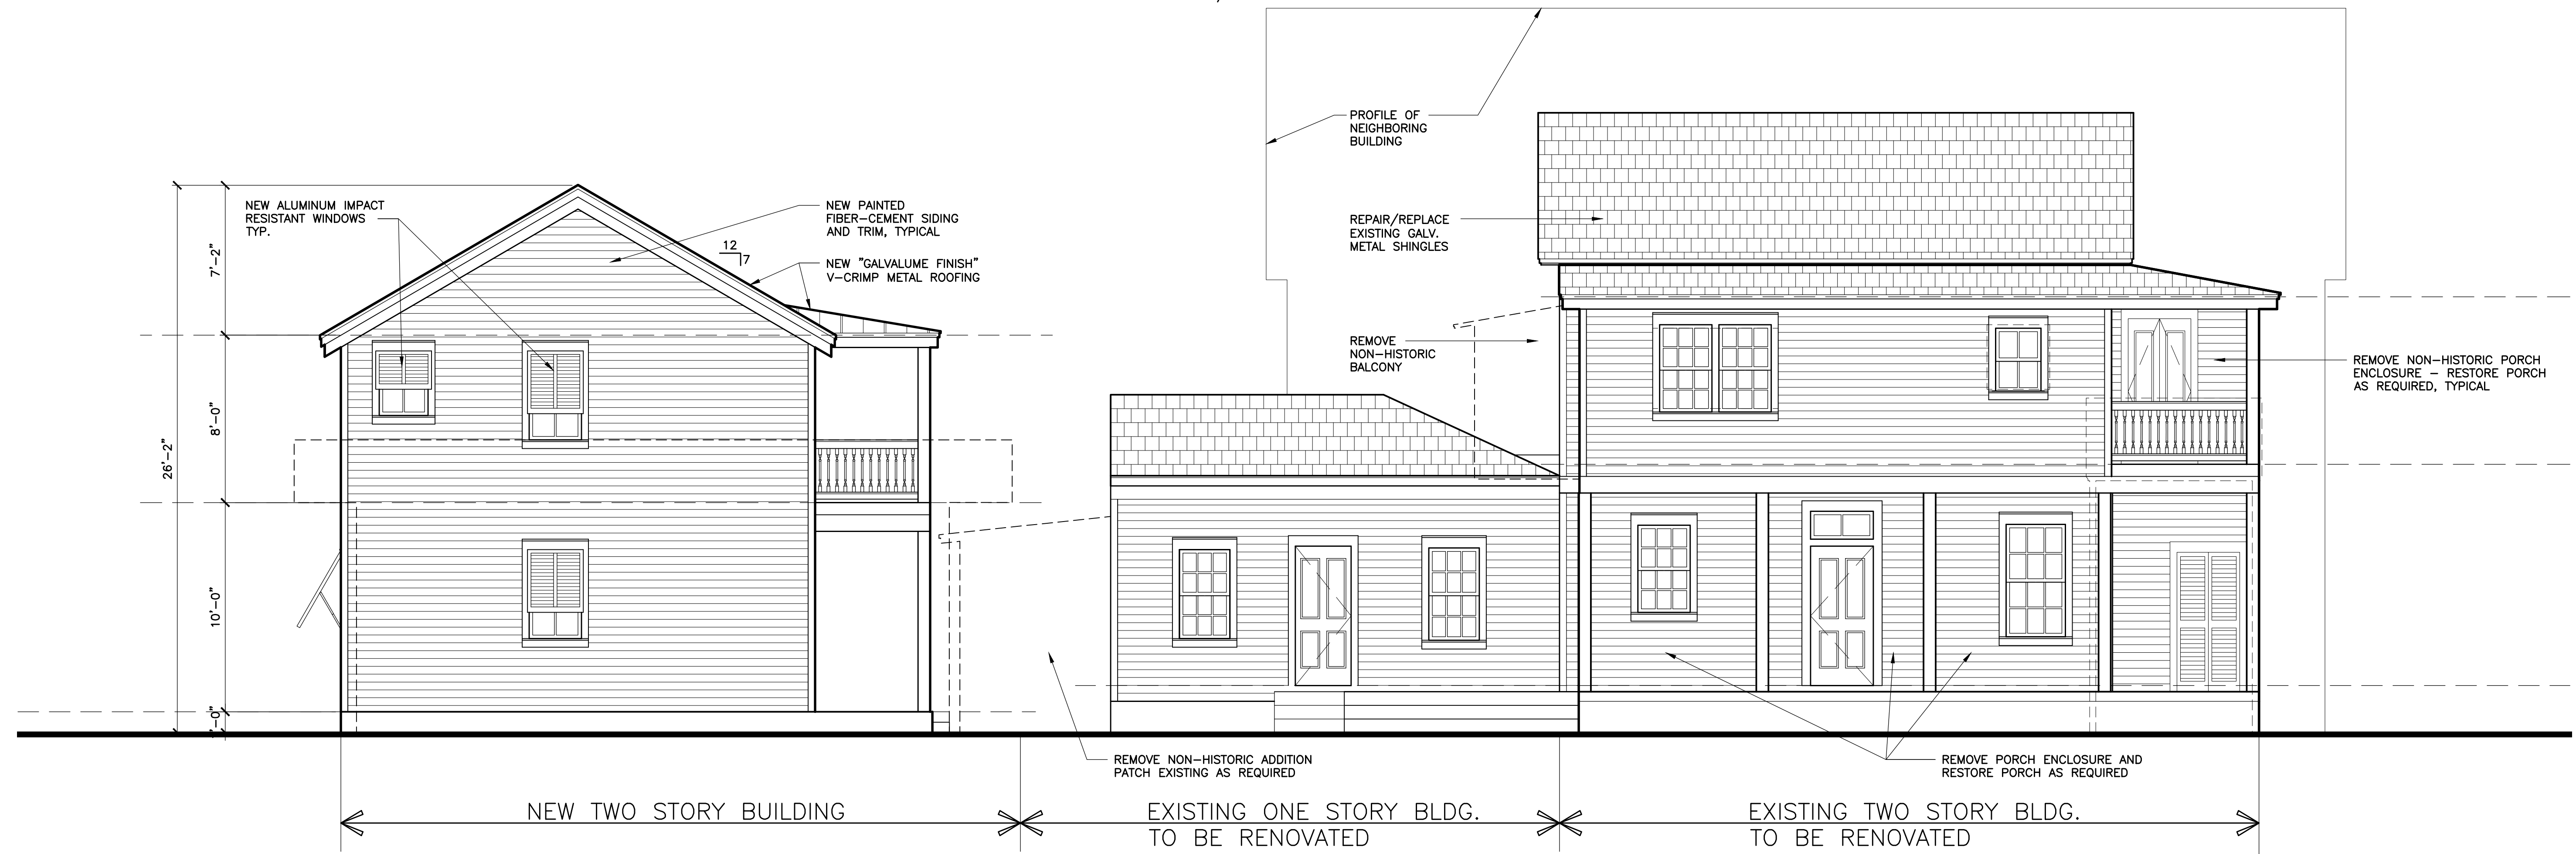 PROFILE OF
NEIGHBORING
BUILDING
NEW ALUMINUM IMPACT
RESISTANT WINDOWS
TYP.
NEW PAINTED
FIBER-CEMENT SIDING
AND TRIM, TYPICAL
12
7
NEW "GALVALUME FINISH"
V-CRIMP METAL ROOFING
REPAIR/REPLACE
EXISTING GALV.
METAL SHINGLES
REMOVE
NON-HISTORIC
BALCONY
REMOVE NON-HISTORIC PORCH
ENCLOSURE - RESTORE PORCH
AS REQUIRED, TYPICAL
7'-2"
8'-0"
26'-2"
10'-0"
REMOVE NON-HISTORIC ADDITION
PATCH EXISTING AS REQUIRED
REMOVE PORCH ENCLOSURE AND
RESTORE PORCH AS REQUIRED
NEW TWO STORY BUILDING
EXISTING ONE STORY BLDG.
TO BE RENOVATED
EXISTING TWO STORY BLDG.
TO BE RENOVATED